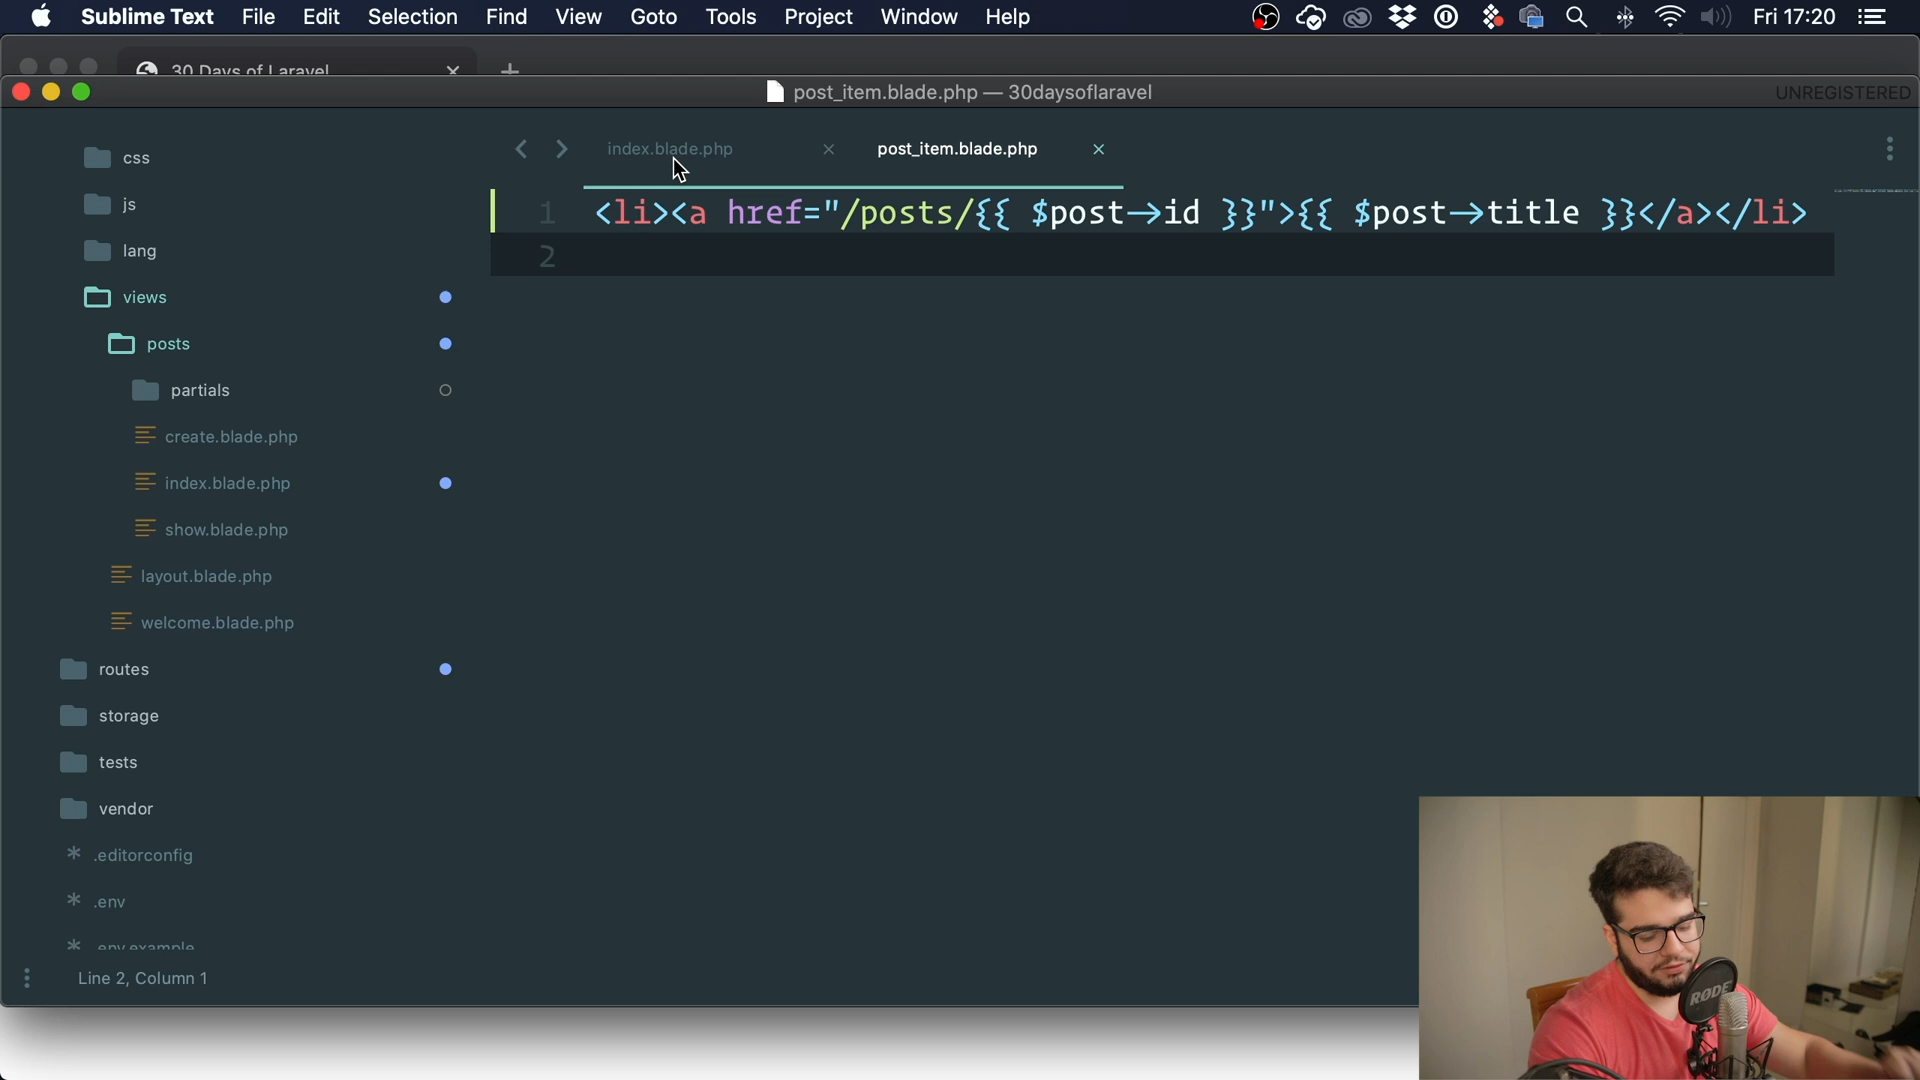 Sublime Text File Edit Selection Find View Goto Tools Project Window Help Fri 17:20
30 Days of Laravel
post_item.blade.php — 30daysoflaravel UNREGISTERED
css
js
lang
views
posts
partials
create.blade.php
index.blade.php
show.blade.php
layout.blade.php
welcome.blade.php
routes
storage
tests
vendor
.editorconfig
.env
.env.example
index.blade.php post_item.blade.php
1 <li><a href="/posts/{{ $post->id }}">{{ $post->title }}</a></li>
2
Line 2, Column 1
RØDE